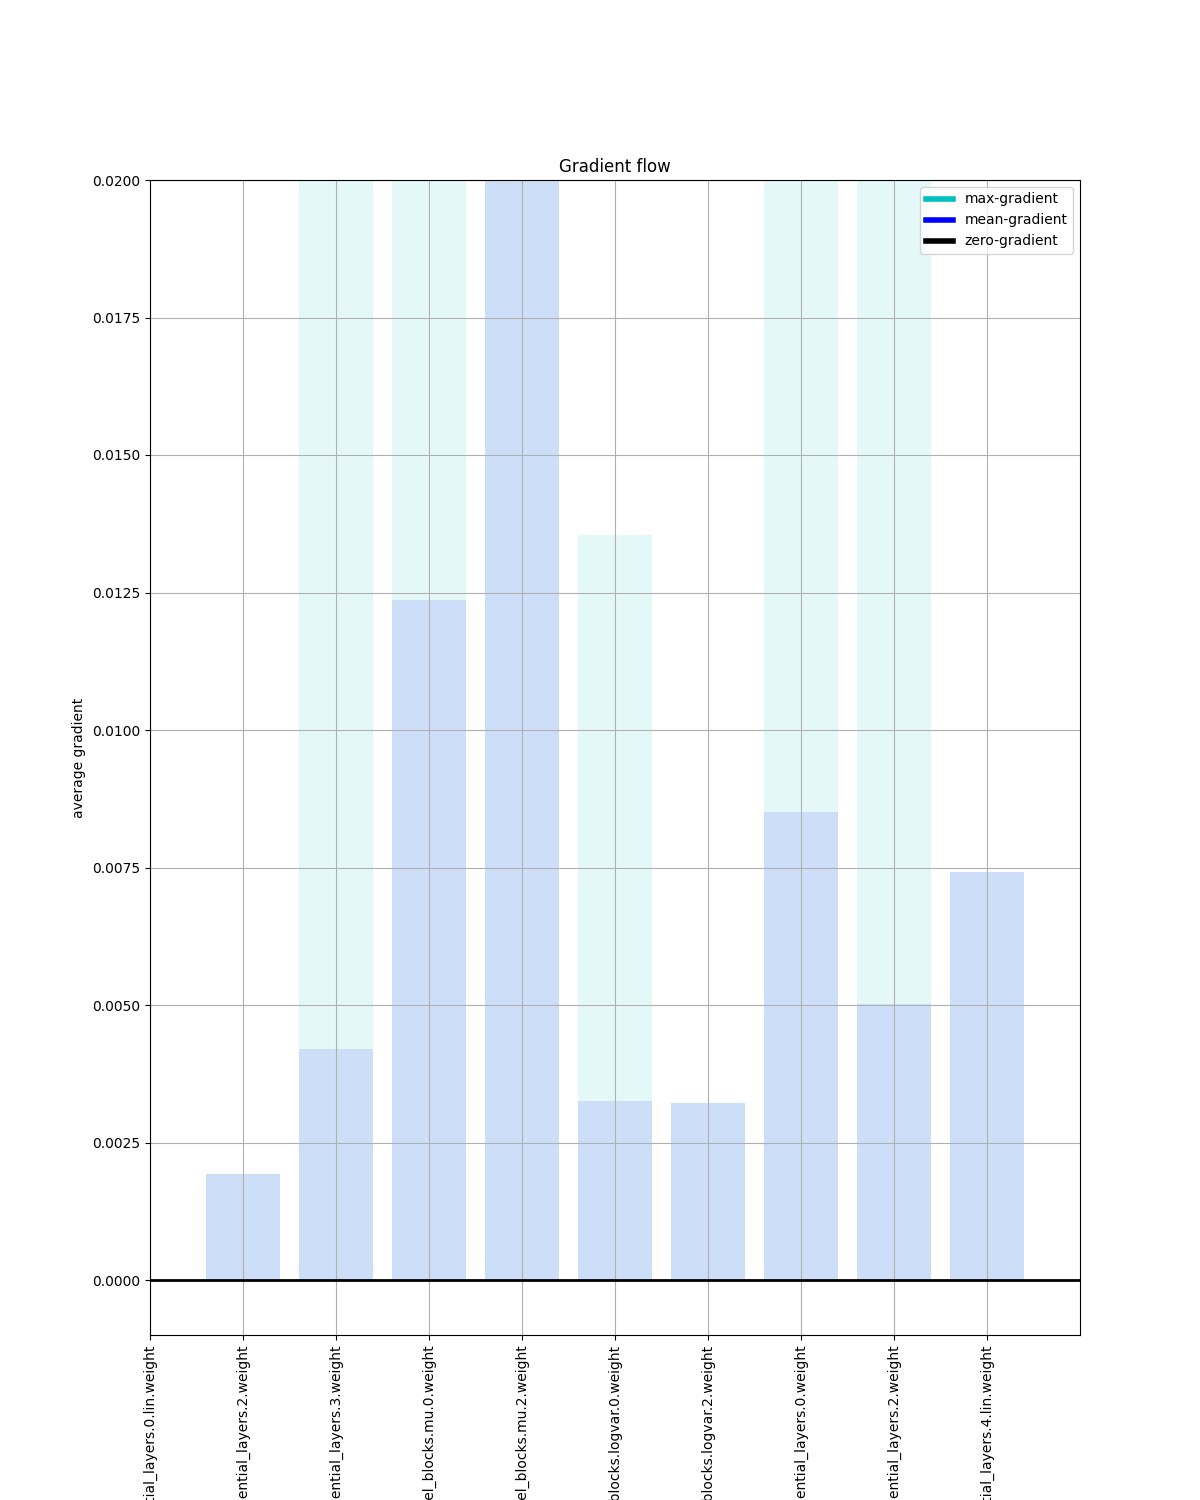 Gradient flow
max-gradient
mean-gradient
zero-gradient
0.0200
0.0175
0.0150
0.0125
0.0100
0.0075
0.0050
0.0025
0.0000
average gradient
tial_layers.0.lin.weight
ential_layers.2.weight
ential_layers.3.weight
el_blocks.mu.0.weight
el_blocks.mu.2.weight
blocks.logvar.0.weight
blocks.logvar.2.weight
ential_layers.0.weight
ential_layers.2.weight
tial_layers.4.lin.weight